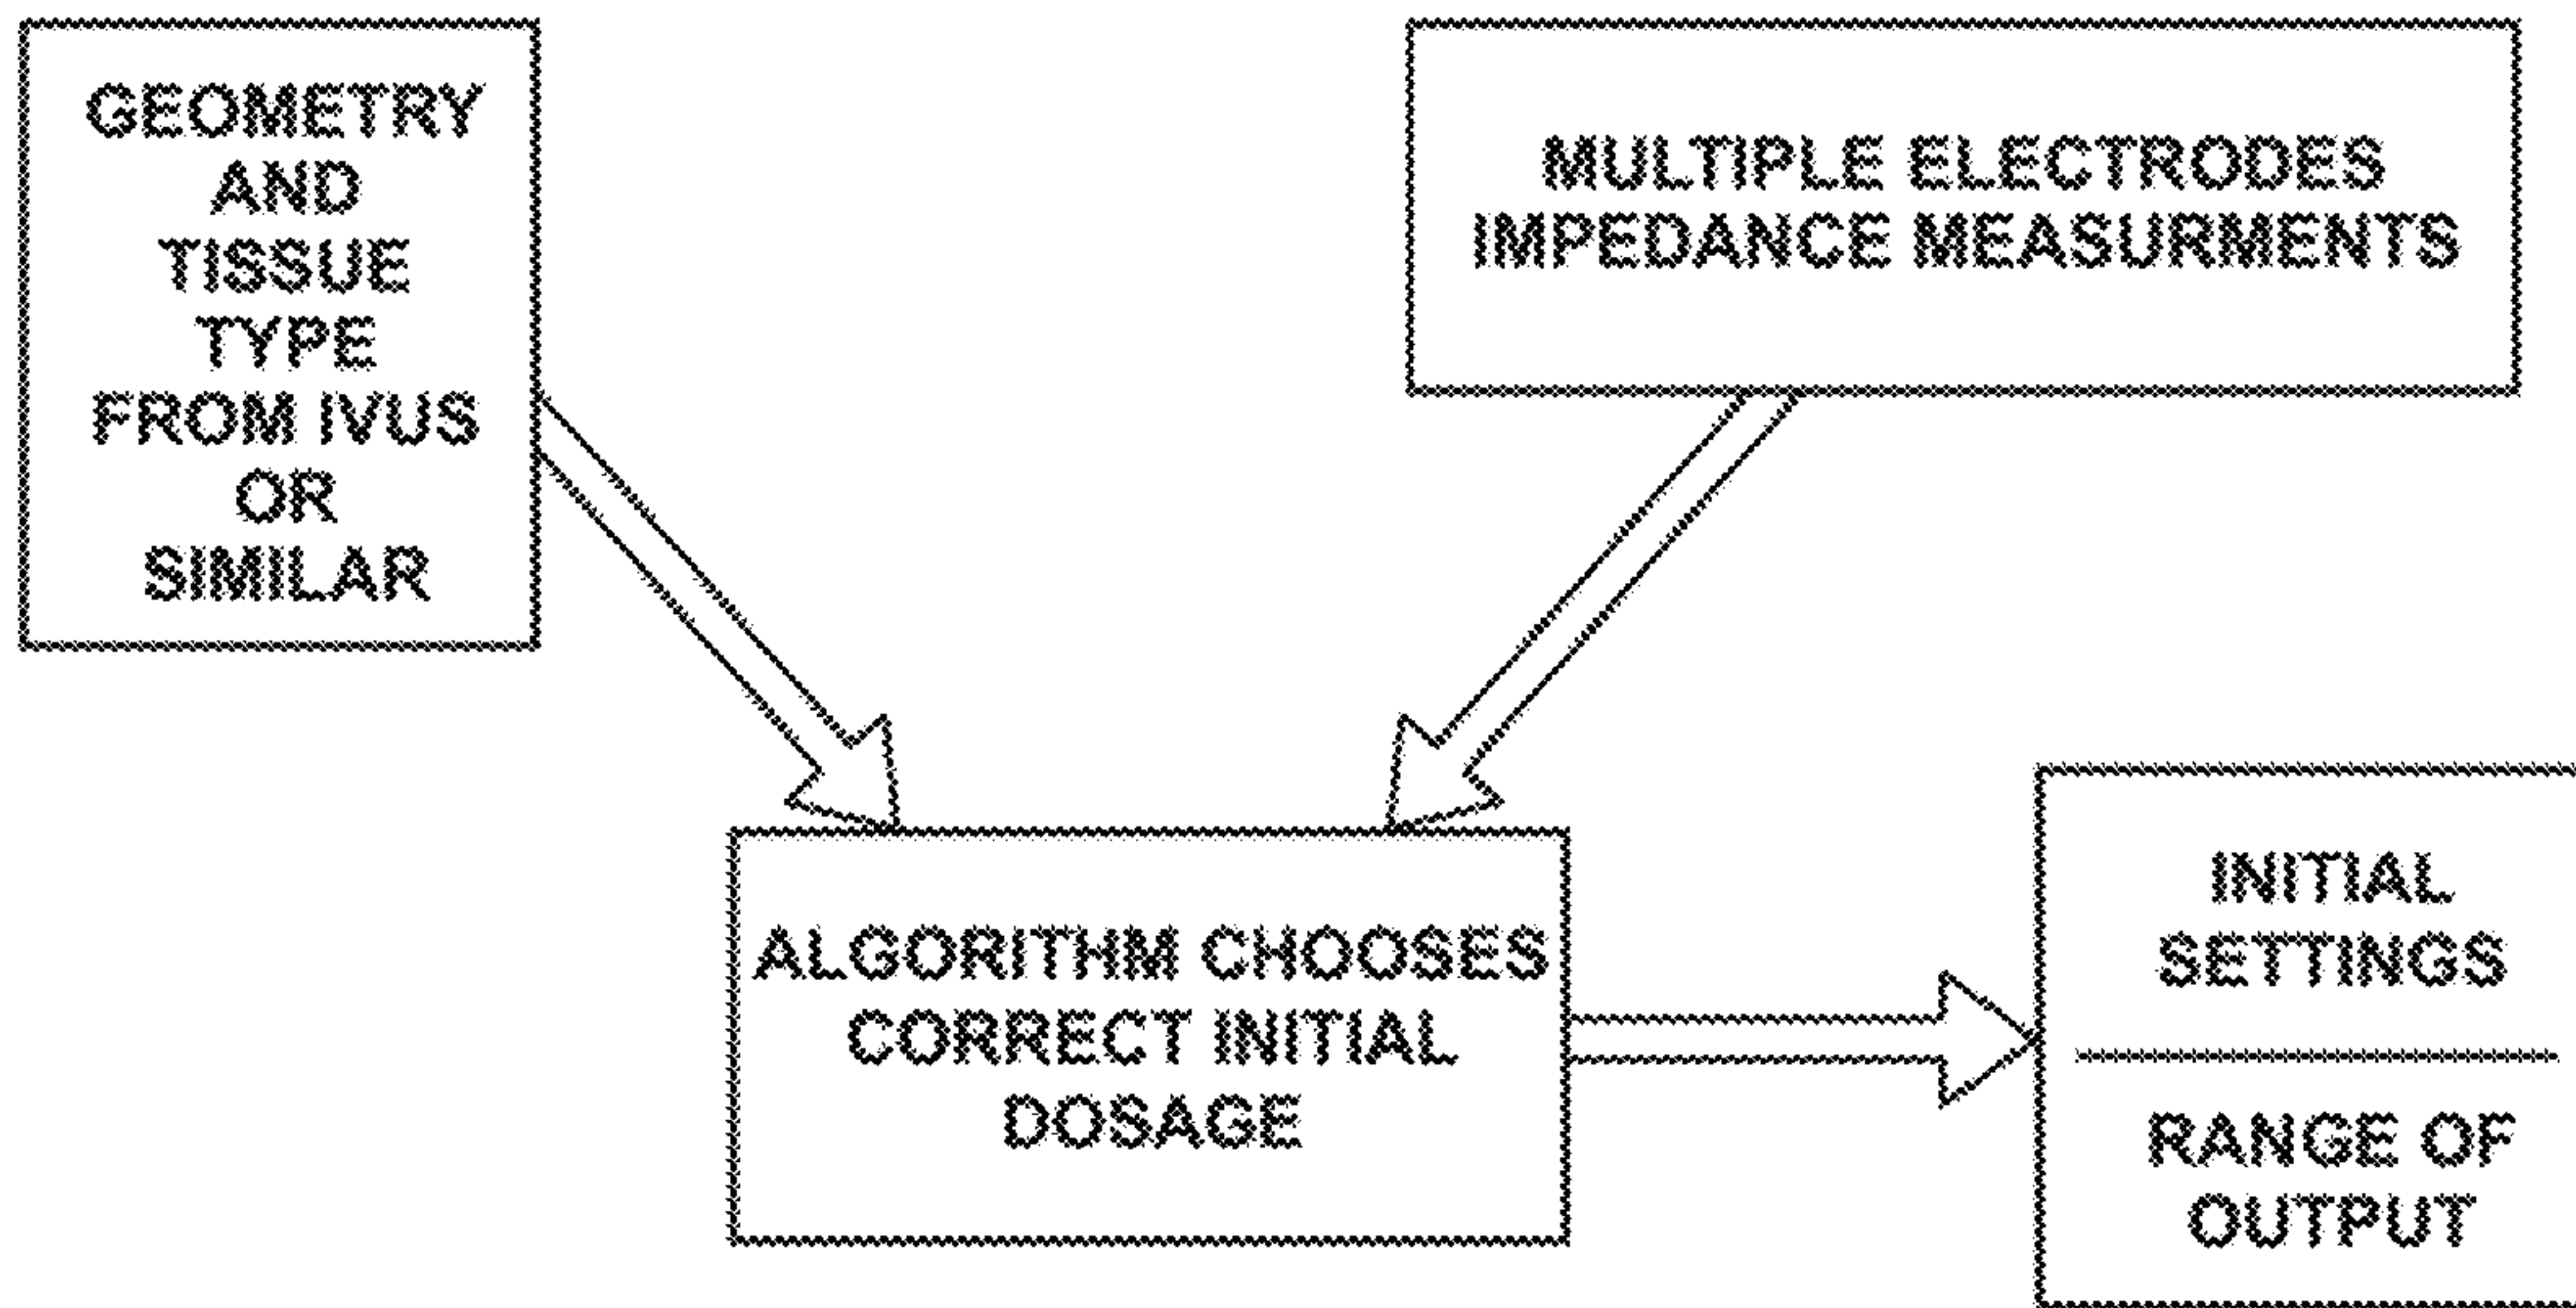 GEOMETRY
AND
TISSUE
TYPE
FROM IVUS
OR
SIMILAR
MULTIPLE ELECTRODES
IMPEDANCE MEASURMENTS
ALGORITHM CHOOSES
CORRECT INITIAL
DOSAGE
INITIAL
SETTINGS
RANGE OF
OUTPUT